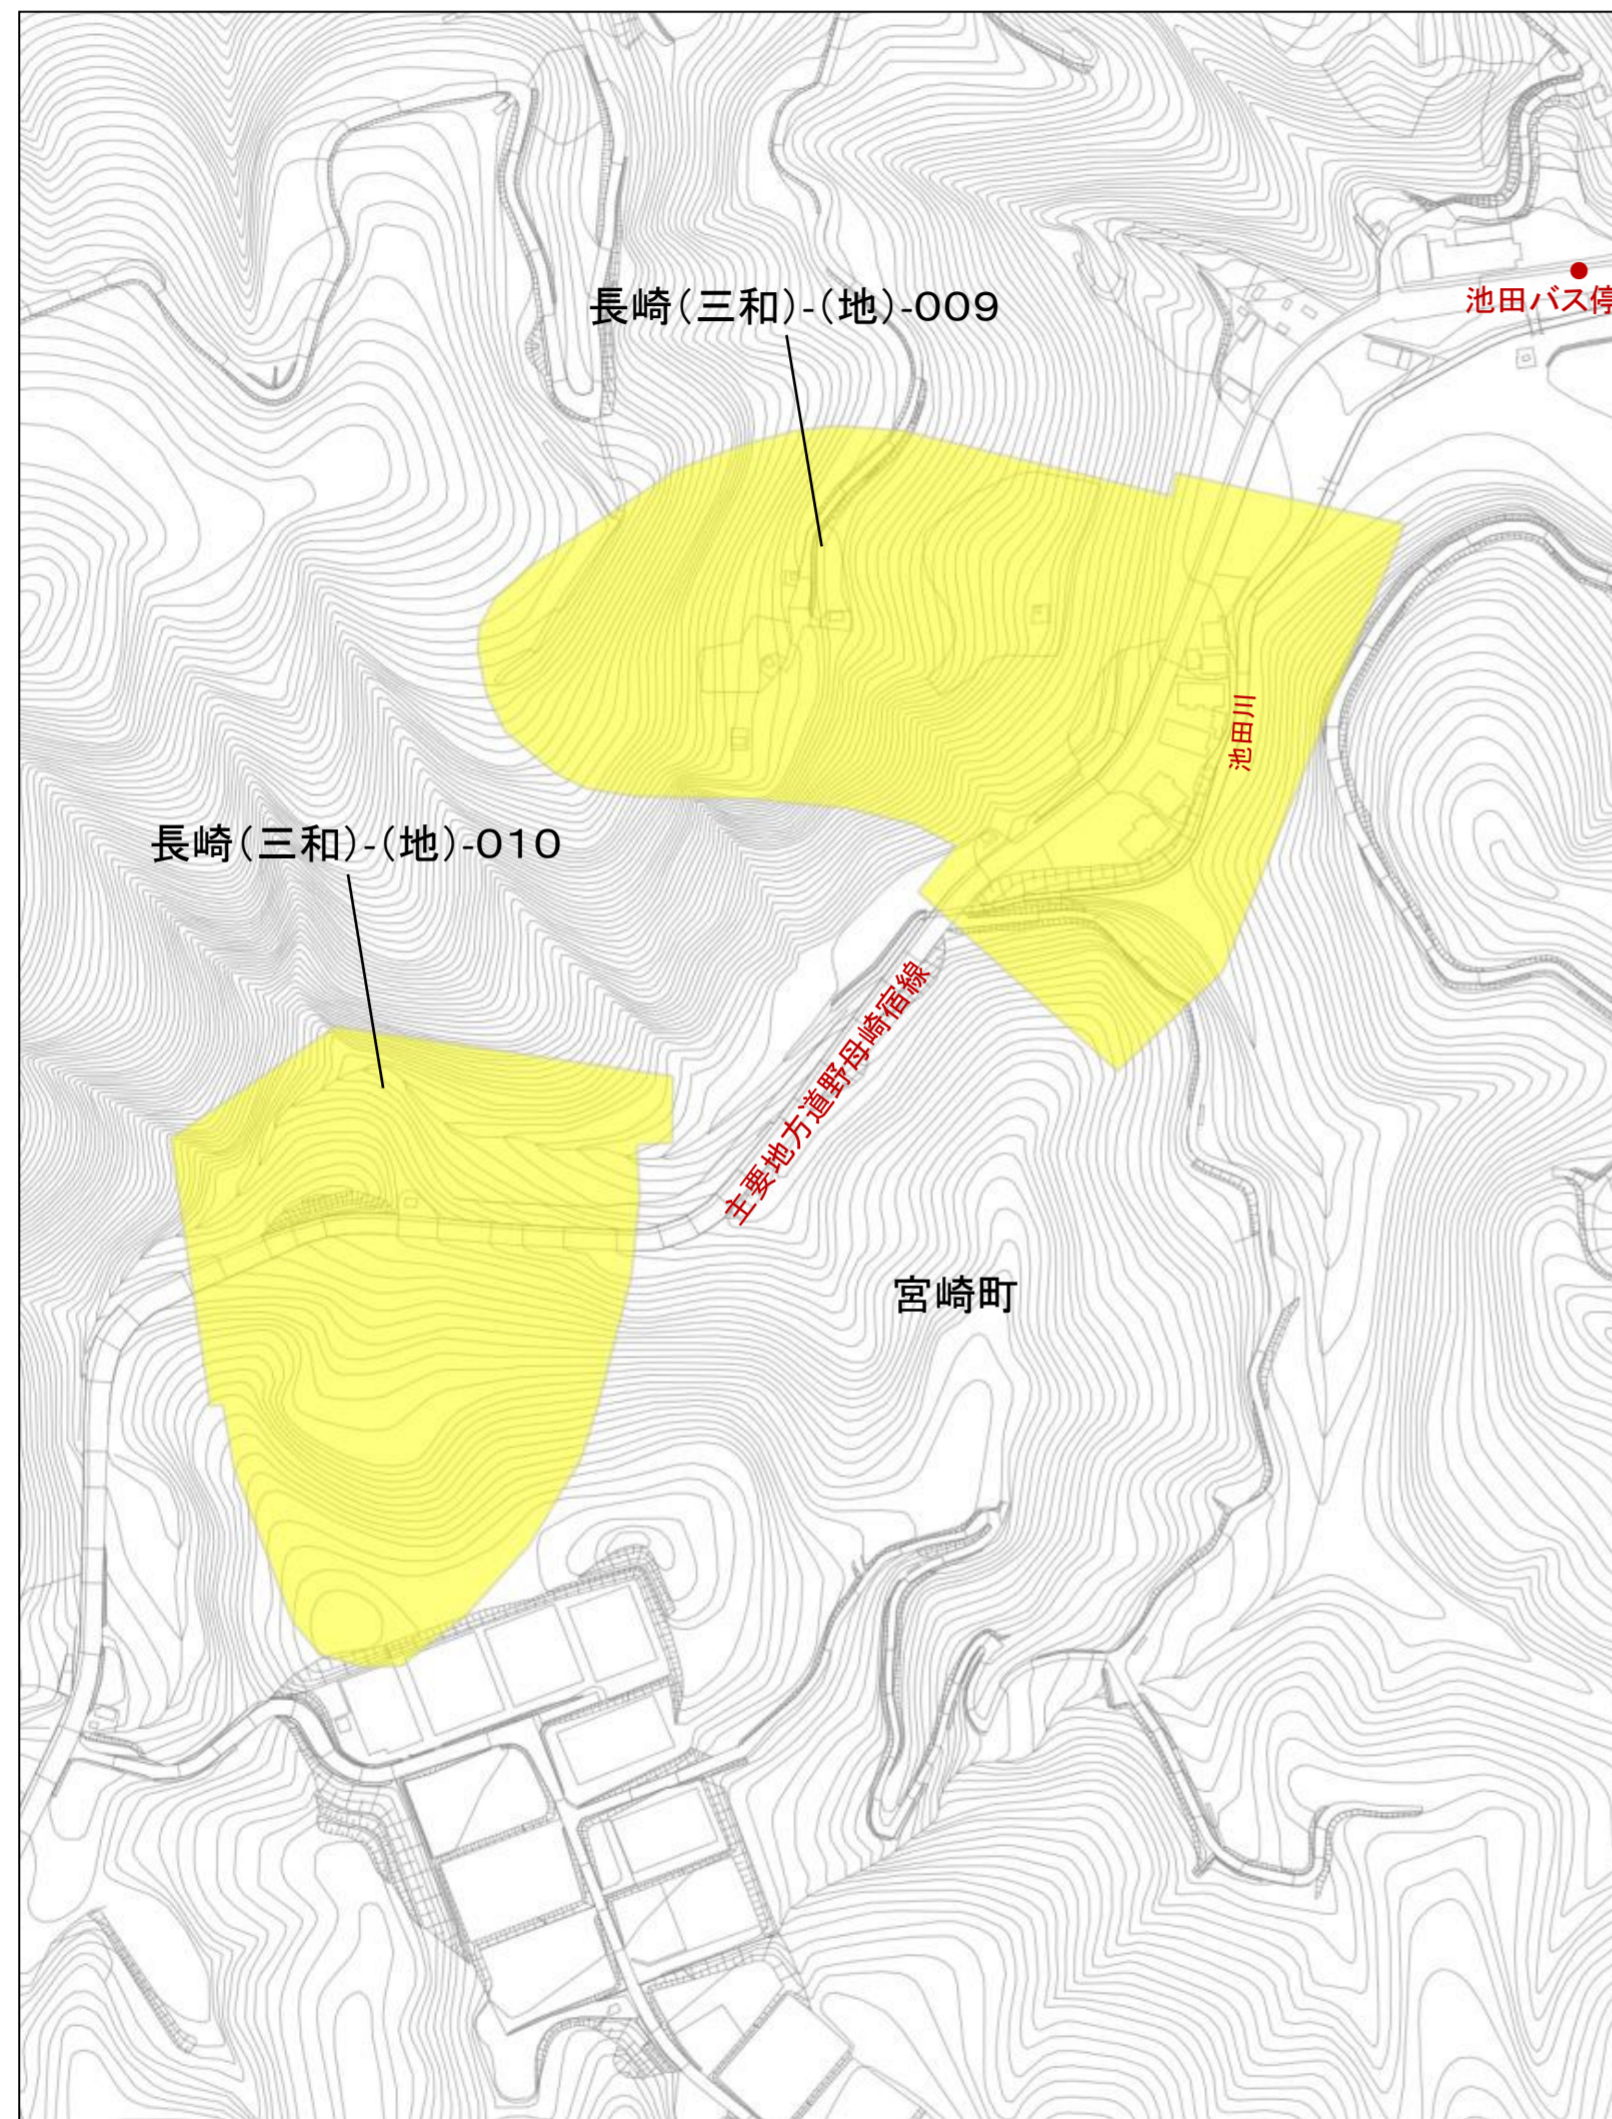 長崎(三和)-(地)-009
池田バス停
池田川
長崎(三和)-(地)-010
主要地方道野母崎宿線
宮崎町